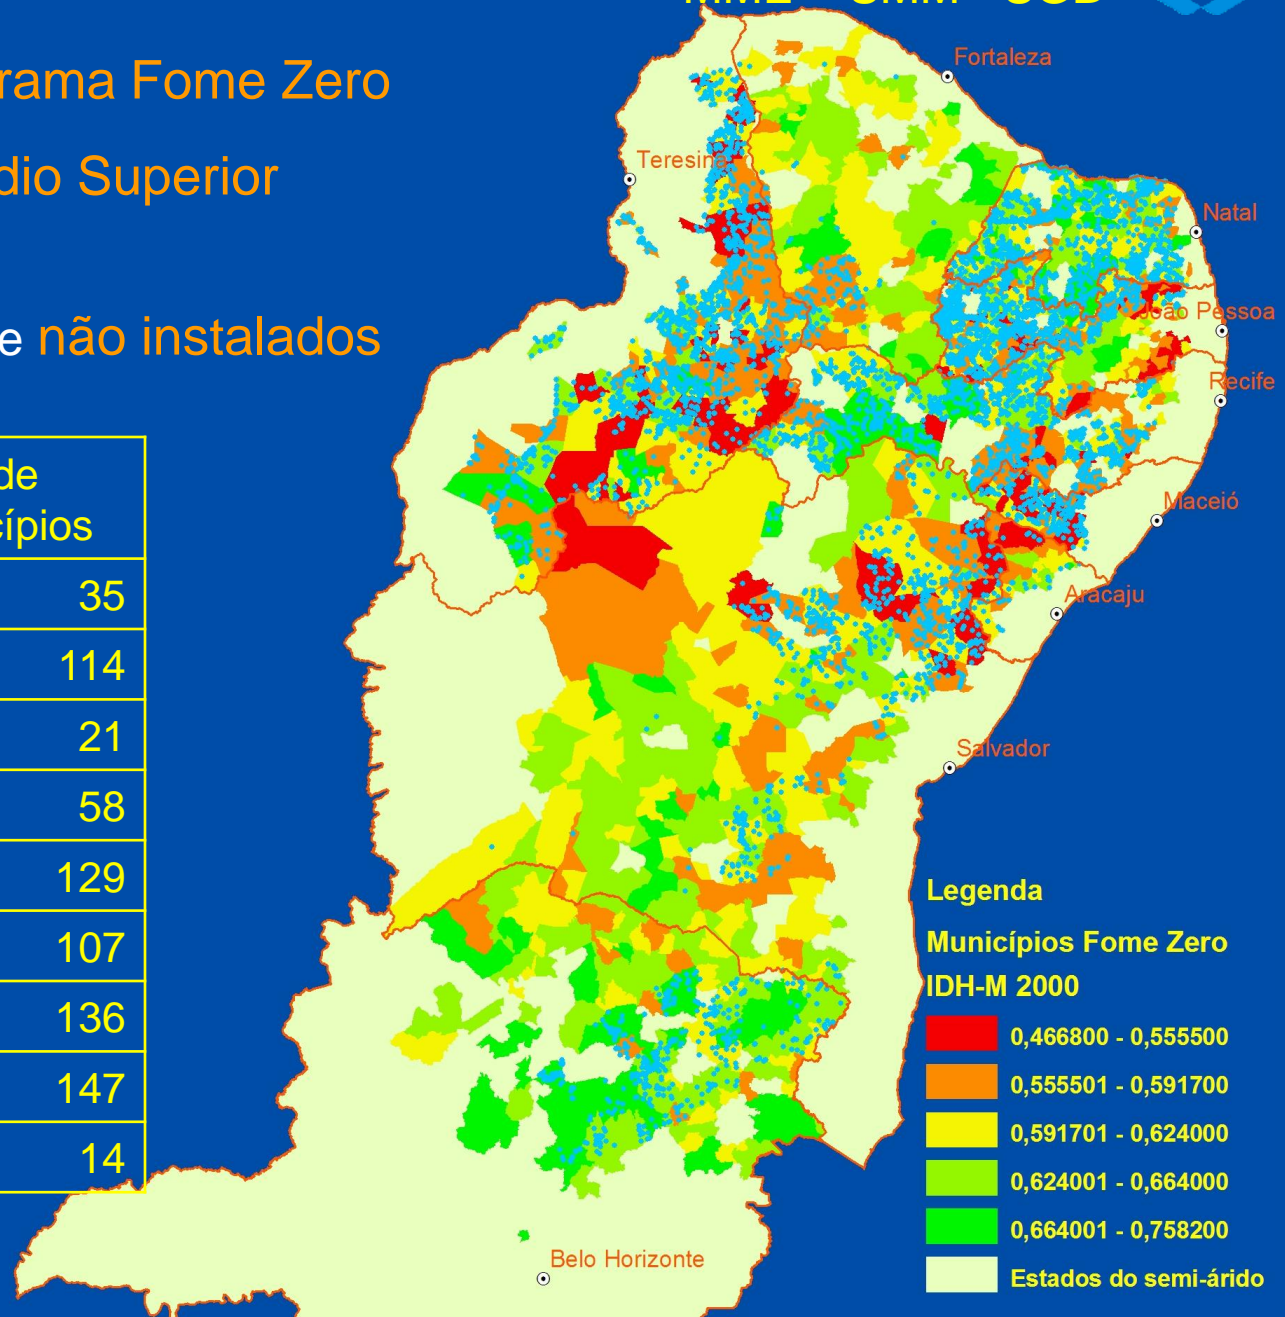 rama Fome Zero
dio Superior
e não instalados
de
cípios
35
114
21
58
129
107
136
147
14
Fortaleza
Teresina
Natal
João Pessoa
Recife
Maceió
Aracaju
Salvador
Belo Horizonte
Legenda
Municípios Fome Zero
IDH-M 2000
0,466800 - 0,555500
0,555501 - 0,591700
0,591701 - 0,624000
0,624001 - 0,664000
0,664001 - 0,758200
Estados do semi-árido